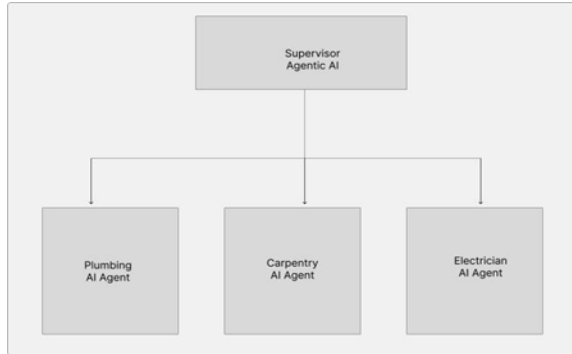 Supervisor
Agentic AI
Plumbing
AI Agent
Carpentry
AI Agent
Electrician
AI Agent